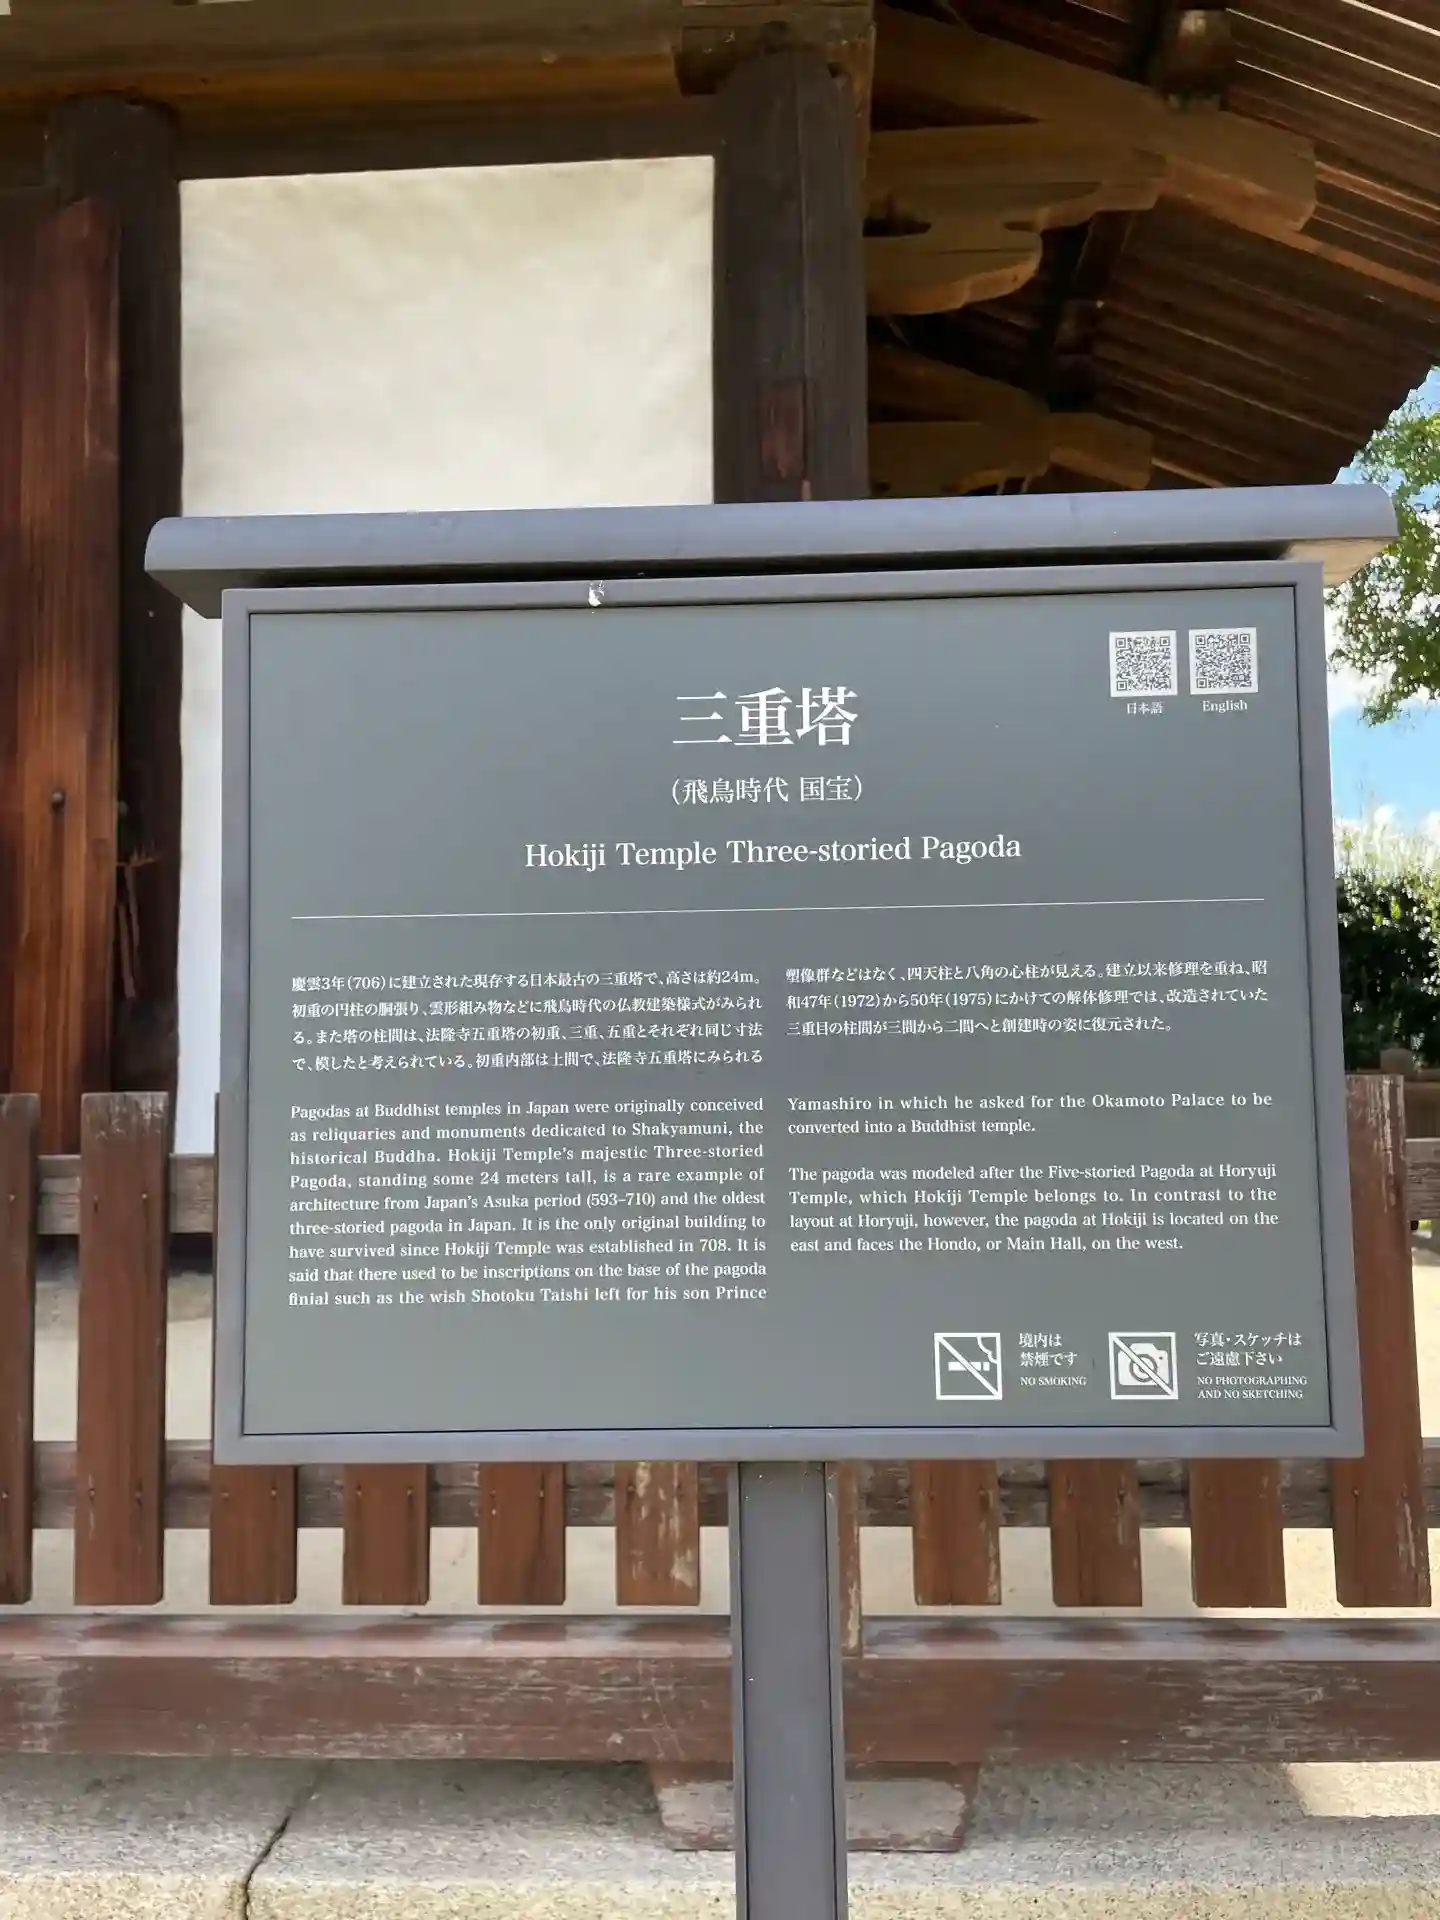 日本語
English
三重塔
（飛鳥時代 国宝）
Hokiji Temple Three-storied Pagoda
慶雲3年（706）に建立された現存する日本最古の三重塔で、高さは約24m。
初重の円柱の胴張り、雲形組み物などに飛鳥時代の仏教建築様式がみられ
る。また塔の柱間は、法隆寺五重塔の初重、三重、五重とそれぞれ同じ寸法
で、模したと考えられている。初重内部は土間で、法隆寺五重塔にみられる
塑像群などはなく、四天柱と八角の心柱が見える。建立以来修理を重ね、昭
和47年（1972）から50年（1975）にかけての解体修理では、改造されていた
三重目の柱間が三間から二間へと創建時の姿に復元された。
Pagodas at Buddhist temples in Japan were originally conceived
as reliquaries and monuments dedicated to Shakyamuni, the
historical Buddha. Hokiji Temple's majestic Three-storied
Pagoda, standing some 24 meters tall, is a rare example of
architecture from Japan's Asuka period (593–710) and the oldest
three-storied pagoda in Japan. It is the only original building to
have survived since Hokiji Temple was established in 708. It is
said that there used to be inscriptions on the base of the pagoda
finial such as the wish Shotoku Taishi left for his son Prince
Yamashiro in which he asked for the Okamoto Palace to be
converted into a Buddhist temple.
The pagoda was modeled after the Five-storied Pagoda at Horyuji
Temple, which Hokiji Temple belongs to. In contrast to the
layout at Horyuji, however, the pagoda at Hokiji is located on the
east and faces the Hondo, or Main Hall, on the west.
境内は
禁煙です
NO SMOKING
写真・スケッチは
ご遠慮下さい
NO PHOTOGRAPHING
AND NO SKETCHING